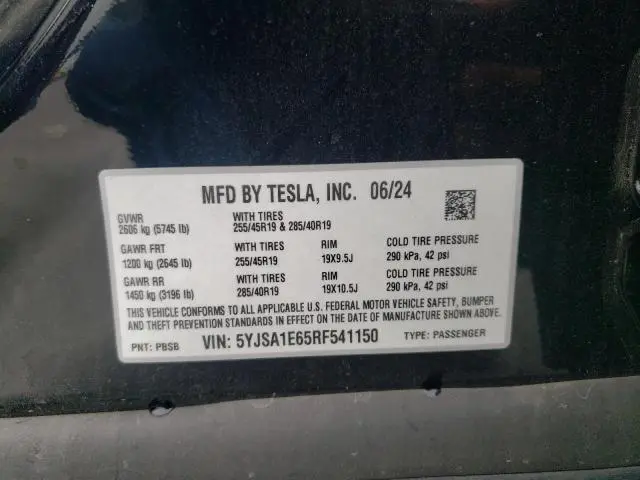 MFD BY TESLA, INC. 06/24
GVWR
2606 kg (5745 lb)
WITH TIRES
255/45R19 & 285/40R19
GAWR FRT
1200 kg (2645 lb)
WITH TIRES
255/45R19
RIM
19X9.5J
COLD TIRE PRESSURE
290 kPa, 42 psi
GAWR RR
1450 kg (3196 lb)
WITH TIRES
285/40R19
RIM
19X10.5J
COLD TIRE PRESSURE
290 kPa, 42 psi
THIS VEHICLE CONFORMS TO ALL APPLICABLE U.S. FEDERAL MOTOR VEHICLE SAFETY, BUMPER
AND THEFT PREVENTION STANDARDS IN EFFECT ON THE DATE OF MANUFACTURE SHOWN ABOVE.
PNT: PBSB VIN: 5YJSA1E65RF541150 TYPE: PASSENGER